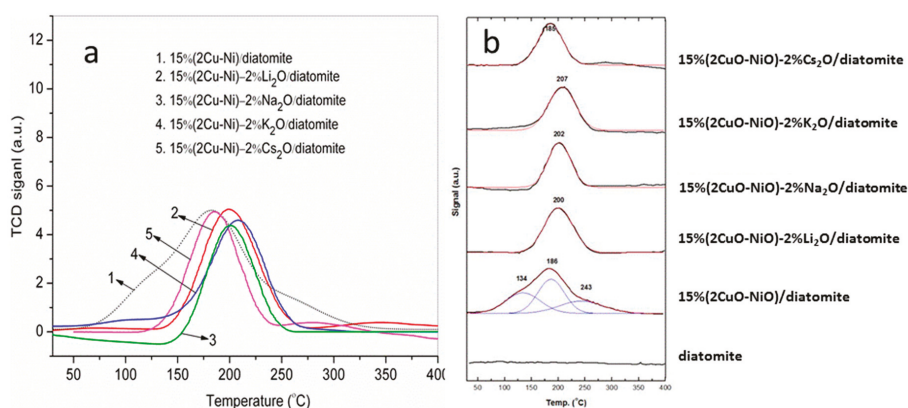 a
1. 15%(2Cu-Ni)/diatomite
2. 15%(2Cu-Ni)−2%Li₂O/diatomite
3. 15%(2Cu-Ni)−2%Na₂O/diatomite
4. 15%(2Cu-Ni)−2%K₂O/diatomite
5. 15%(2Cu-Ni)−2%Cs₂O/diatomite
TCD siganl (a.u.)
12
10
8
6
4
2
0
2
5
4
1
3
50 100 150 200 250 300 350 400
Temperature (°C)
b
185
15%(2CuO-NiO)-2%Cs₂O/diatomite
207
15%(2CuO-NiO)-2%K₂O/diatomite
202
15%(2CuO-NiO)-2%Na₂O/diatomite
200
15%(2CuO-NiO)-2%Li₂O/diatomite
134 186 243
15%(2CuO-NiO)/diatomite
diatomite
Signal (a.u.)
50 100 150 200 250 300 350 400
Temp. (°C)